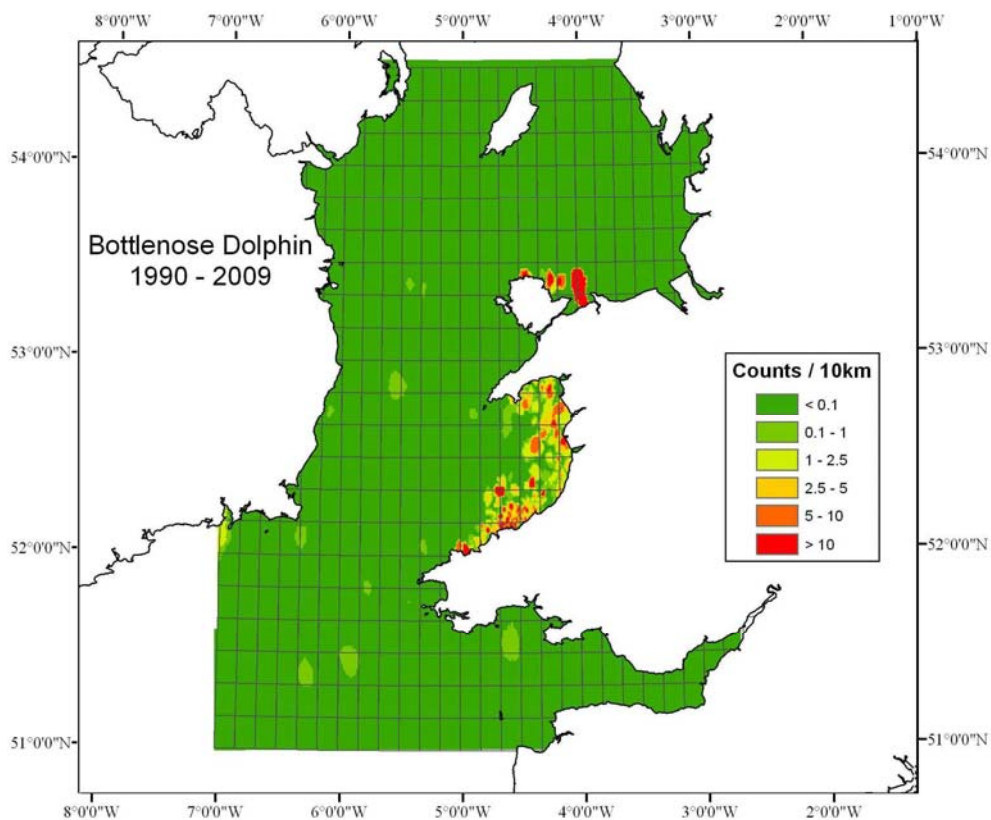 8°0'0"W 7°0'0"W 6°0'0"W 5°0'0"W 4°0'0"W 3°0'0"W 2°0'0"W 1°0'0"W
54°0'0"N 54°0'0"N
Bottlenose Dolphin
1990 - 2009
53°0'0"N 53°0'0"N
Counts / 10km
< 0.1
0.1 - 1
1 - 2.5
2.5 - 5
5 - 10
> 10
52°0'0"N 52°0'0"N
51°0'0"N 51°0'0"N
8°0'0"W 7°0'0"W 6°0'0"W 5°0'0"W 4°0'0"W 3°0'0"W 2°0'0"W